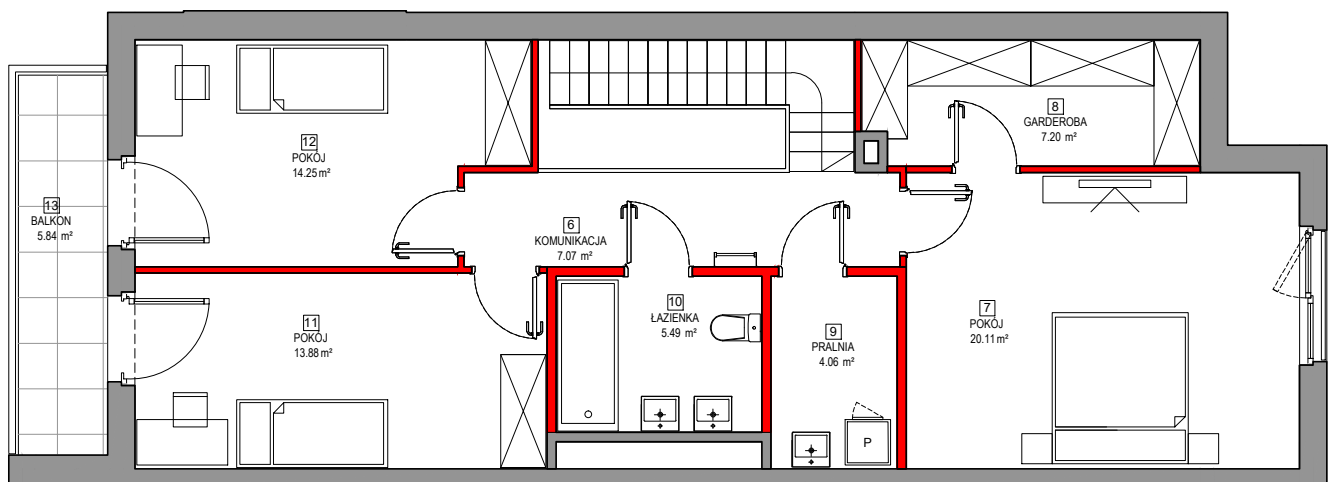 12
POKÓJ
14.25 m²
8
GARDEROBA
7.20 m²
13
BALKON
5.84 m²
6
KOMUNIKACJA
7.07 m²
11
POKÓJ
13.88 m²
10
ŁAZIENKA
5.49 m²
9
PRALNIA
4.06 m²
7
POKÓJ
20.11 m²
P